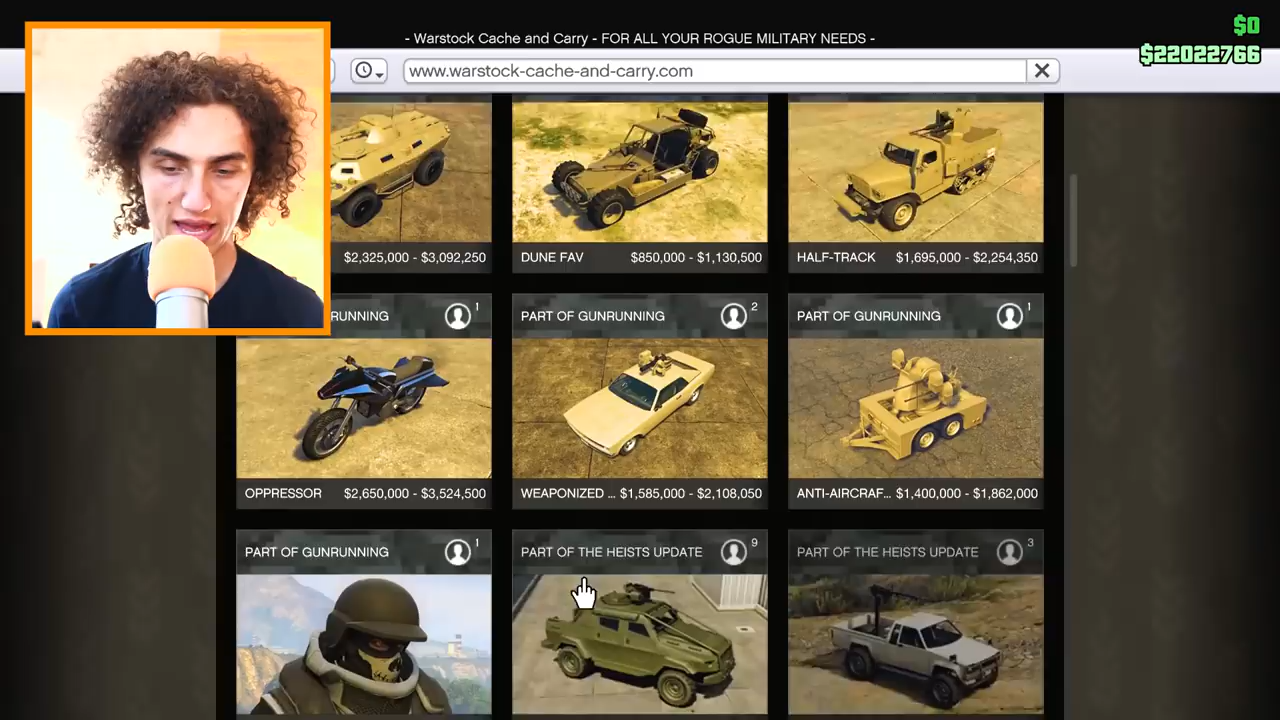 $0
- Warstock Cache and Carry - FOR ALL YOUR ROGUE MILITARY NEEDS -
$22022766
www.warstock-cache-and-carry.com
$2,325,000 - $3,092,250
DUNE FAV $850,000 - $1,130,500
HALF-TRACK $1,695,000 - $2,254,350
RUNNING 1
PART OF GUNRUNNING 2
PART OF GUNRUNNING 1
OPPRESSOR $2,650,000 - $3,524,500
WEAPONIZED ... $1,585,000 - $2,108,050
ANTI-AIRCRAF... $1,400,000 - $1,862,000
PART OF GUNRUNNING 1
PART OF THE HEISTS UPDATE 9
PART OF THE HEISTS UPDATE 3